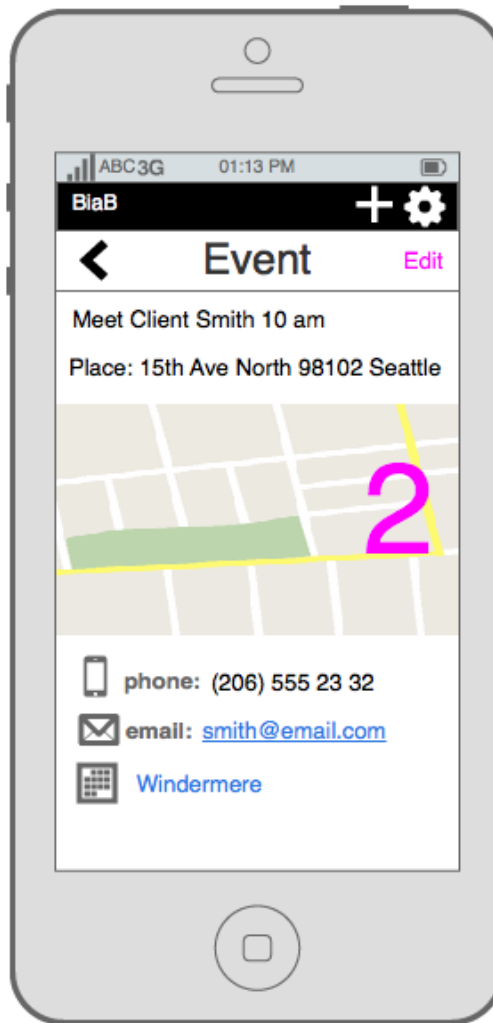 ABC 3G 01:13 PM
BiaB
Event Edit
Meet Client Smith 10 am
Place: 15th Ave North 98102 Seattle
2
phone: (206) 555 23 32
email: smith@email.com
Windermere